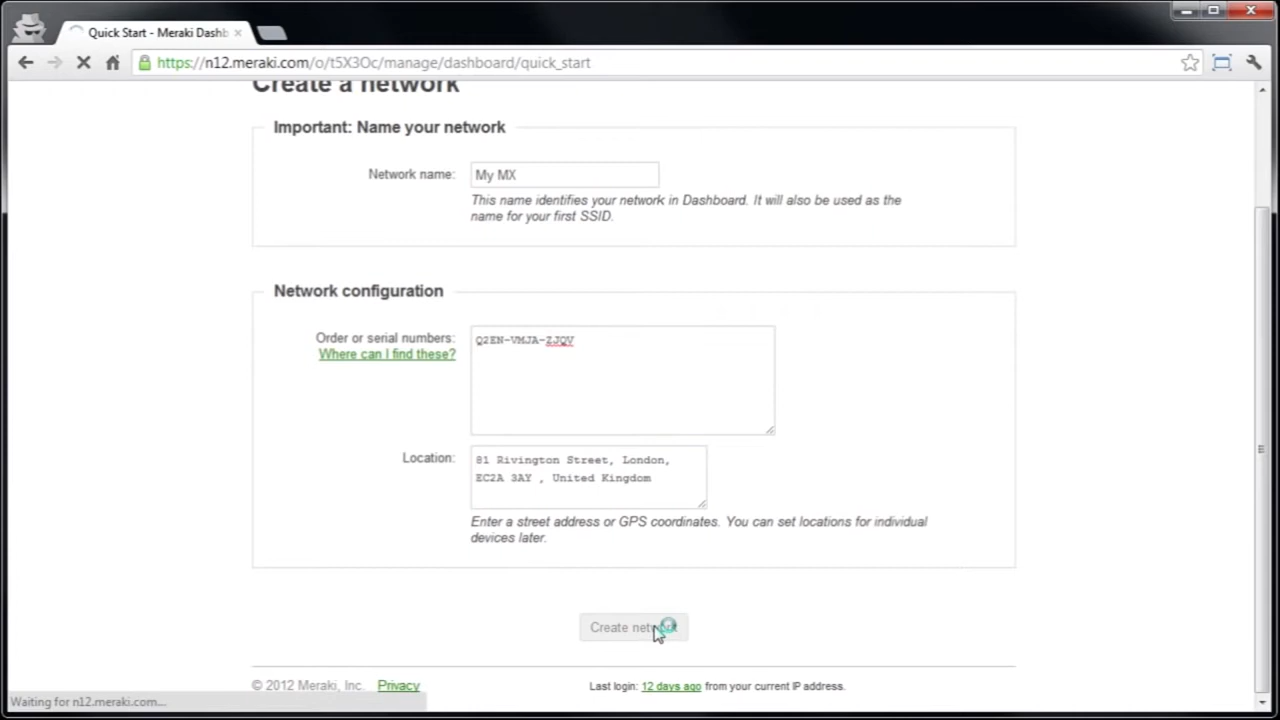 Quick Start - Meraki Dashb
https://n12.meraki.com/o/t5X3Oc/manage/dashboard/quick_start
Create a network
Important: Name your network
Network name:
My MX
This name identifies your network in Dashboard. It will also be used as the
name for your first SSID.
Network configuration
Order or serial numbers:
Where can I find these?
Q2EN-VMJA-ZJQV
Location:
81 Rivington Street, London,
EC2A 3AY , United Kingdom
Enter a street address or GPS coordinates. You can set locations for individual
devices later.
Create network
© 2012 Meraki, Inc. Privacy
Last login: 12 days ago from your current IP address.
Waiting for n12.meraki.com...